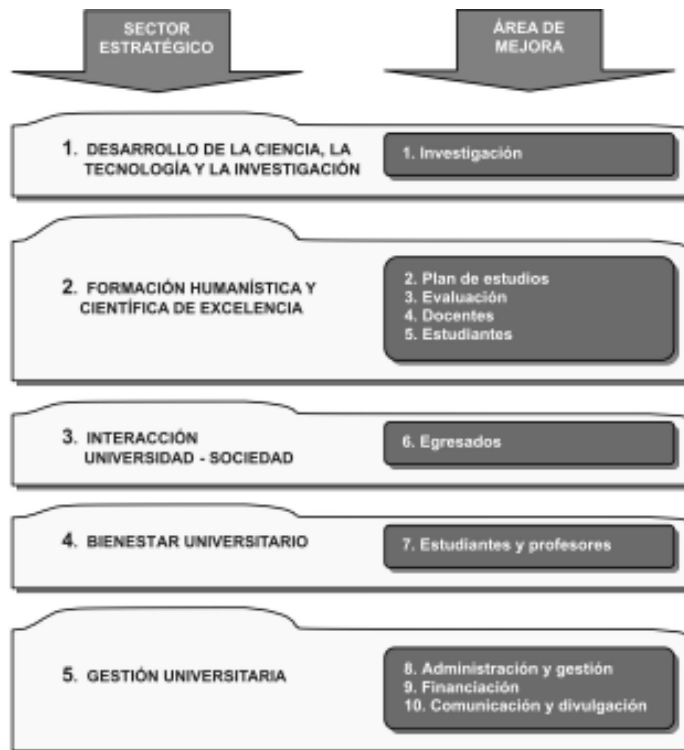 SECTOR
ESTRATÉGICO
ÁREA DE
MEJORA
1. DESARROLLO DE LA CIENCIA, LA
TECNOLOGÍA Y LA INVESTIGACIÓN
1. Investigación
2. FORMACIÓN HUMANÍSTICA Y
CIENTÍFICA DE EXCELENCIA
2. Plan de estudios
3. Evaluación
4. Docentes
5. Estudiantes
3. INTERACCIÓN
UNIVERSIDAD - SOCIEDAD
6. Egresados
4. BIENESTAR UNIVERSITARIO
7. Estudiantes y profesores
5. GESTIÓN UNIVERSITARIA
8. Administración y gestión
9. Financiación
10. Comunicación y divulgación